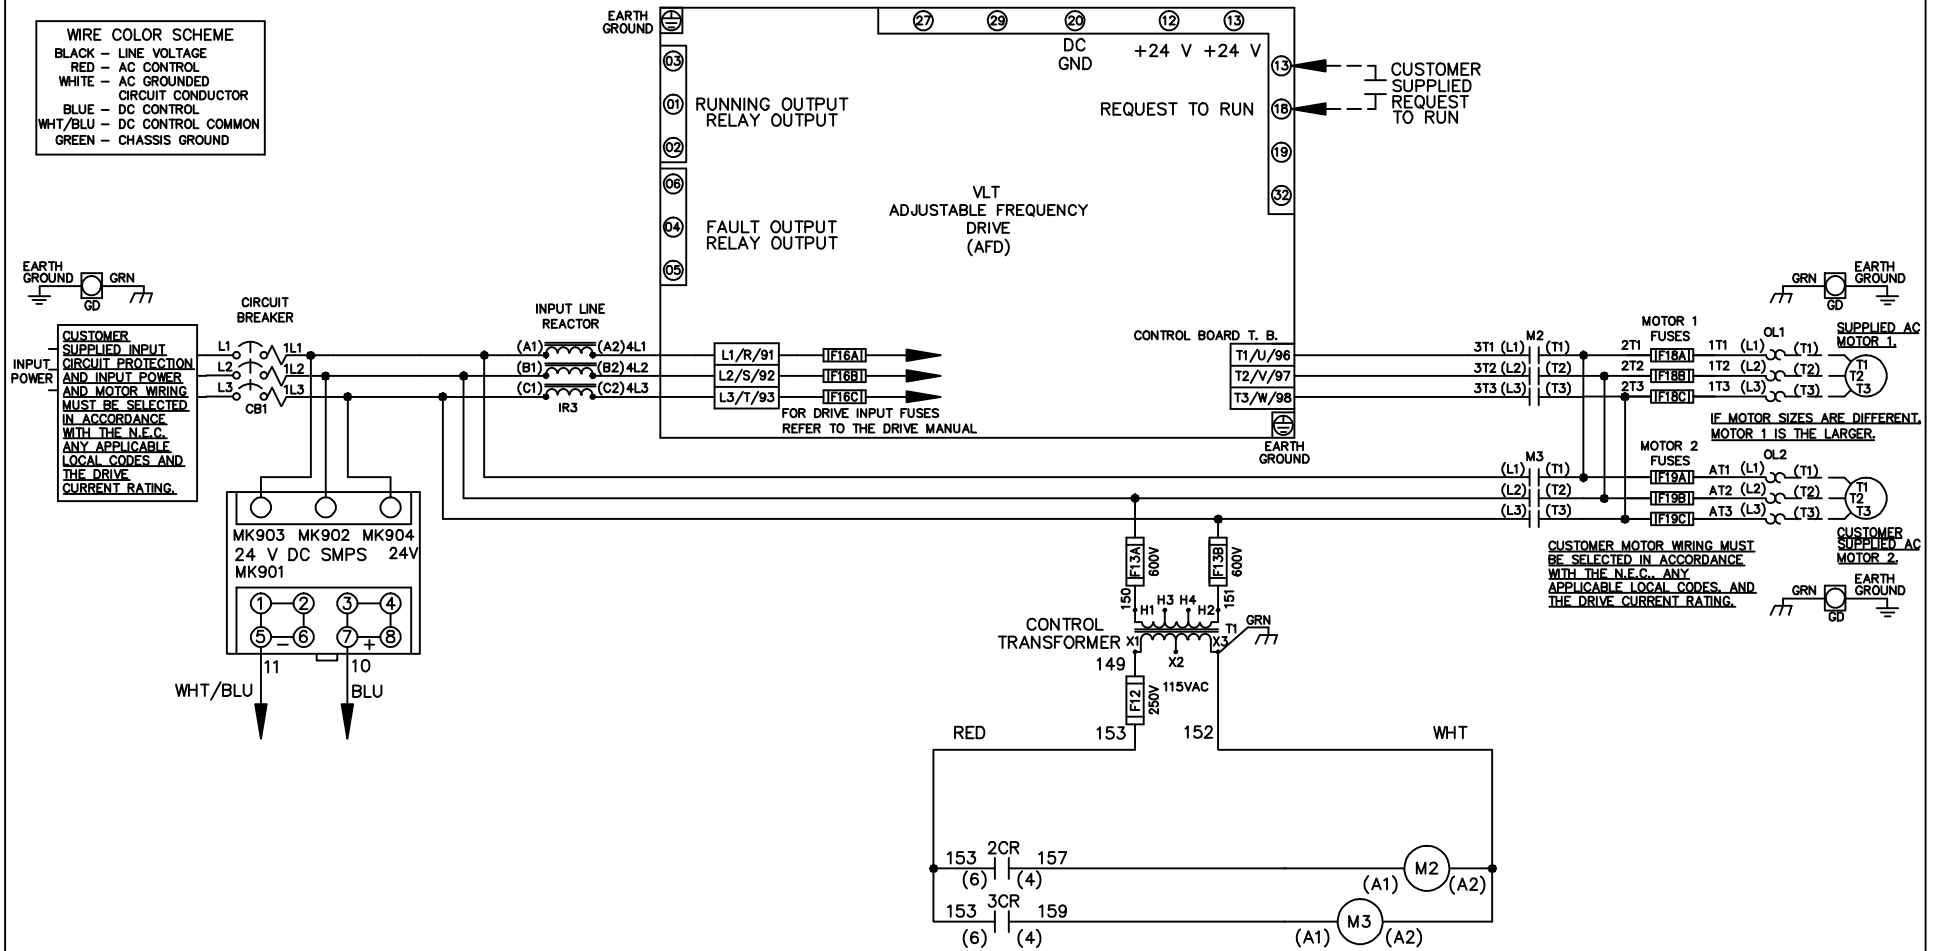 WIRE COLOR SCHEME
BLACK – LINE VOLTAGE
RED – AC CONTROL
WHITE – AC GROUNDED
CIRCUIT CONDUCTOR
BLUE – DC CONTROL
WHT/BLU – DC CONTROL COMMON
GREEN – CHASSIS GROUND
EARTH
GROUND
27 29 20 12 13
DC
GND
+24 V +24 V
03
01
02
RUNNING OUTPUT
RELAY OUTPUT
06
04
05
FAULT OUTPUT
RELAY OUTPUT
REQUEST TO RUN
13
18
19
32
CUSTOMER
SUPPLIED
REQUEST
TO RUN
VLT
ADJUSTABLE FREQUENCY
DRIVE
(AFD)
EARTH
GROUND
GRN
GD
INPUT
POWER
CUSTOMER
SUPPLIED INPUT
CIRCUIT PROTECTION
AND INPUT POWER
AND MOTOR WIRING
MUST BE SELECTED
IN ACCORDANCE
WITH THE N.E.C.
ANY APPLICABLE
LOCAL CODES AND
THE DRIVE
CURRENT RATING.
CIRCUIT
BREAKER
L1 1L1
L2 1L2
L3 1L3
CB1
INPUT LINE
REACTOR
(A1) (A2) 4L1
(B1) (B2) 4L2
(C1) (C2) 4L3
IR3
L1/R/91 F16A
L2/S/92 F16B
L3/T/93 F16C
FOR DRIVE INPUT FUSES
REFER TO THE DRIVE MANUAL
CONTROL BOARD T. B.
T1/U/96
T2/V/97
T3/W/98
EARTH
GROUND
M2
3T1 (L1) (T1)
3T2 (L2) (T2)
3T3 (L3) (T3)
MOTOR 1
FUSES
2T1 F18A 1T1 (L1) (T1)
2T2 F18B 1T2 (L2) (T2)
2T3 F18C 1T3 (L3) (T3)
OL1
T1
T2
T3
GRN
GD
EARTH
GROUND
SUPPLIED AC
MOTOR 1.
IF MOTOR SIZES ARE DIFFERENT,
MOTOR 1 IS THE LARGER.
M3
(L1) (T1)
(L2) (T2)
(L3) (T3)
MOTOR 2
FUSES
F19A AT1 (L1) (T1)
F19B AT2 (L2) (T2)
F19C AT3 (L3) (T3)
OL2
T1
T2
T3
CUSTOMER
SUPPLIED AC
MOTOR 2.
CUSTOMER MOTOR WIRING MUST
BE SELECTED IN ACCORDANCE
WITH THE N.E.C., ANY
APPLICABLE LOCAL CODES, AND
THE DRIVE CURRENT RATING.
GRN
GD
EARTH
GROUND
MK903 MK902 MK904
24 V DC SMPS 24V
MK901
1 2 3 4
5 – 6 7 + 8
11 10
WHT/BLU BLU
F13A 600V
F13B 600V
150 151
H1 H3 H4 H2
CONTROL
TRANSFORMER
T1
GRN
X1 X2 X3
149
F12 250V
115VAC
153 152
RED WHT
2CR
153 157
(6) (4)
M2
(A1) (A2)
3CR
153 159
(6) (4)
M3
(A1) (A2)